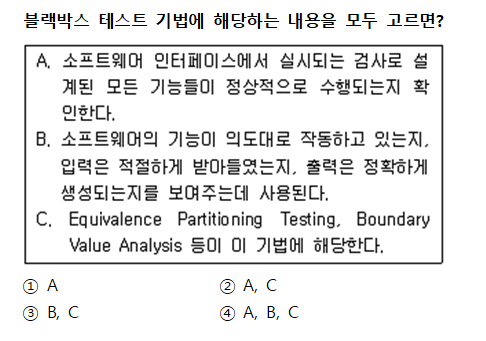 블랙박스 테스트 기법에 해당하는 내용을 모두 고르면?
A. 소프트웨어 인터페이스에서 실시되는 검사로 설
계된 모든 기능들이 정상적으로 수행되는지 확
인한다.
B. 소프트웨어의 기능이 의도대로 작동하고 있는지,
입력은 적절하게 받아들였는지, 출력은 정확하게
생성되는지를 보여주는데 사용된다.
C. Equivalence Partitioning Testing, Boundary
Value Analysis 등이 이 기법에 해당한다.
① A ② A, C
③ B, C ④ A, B, C